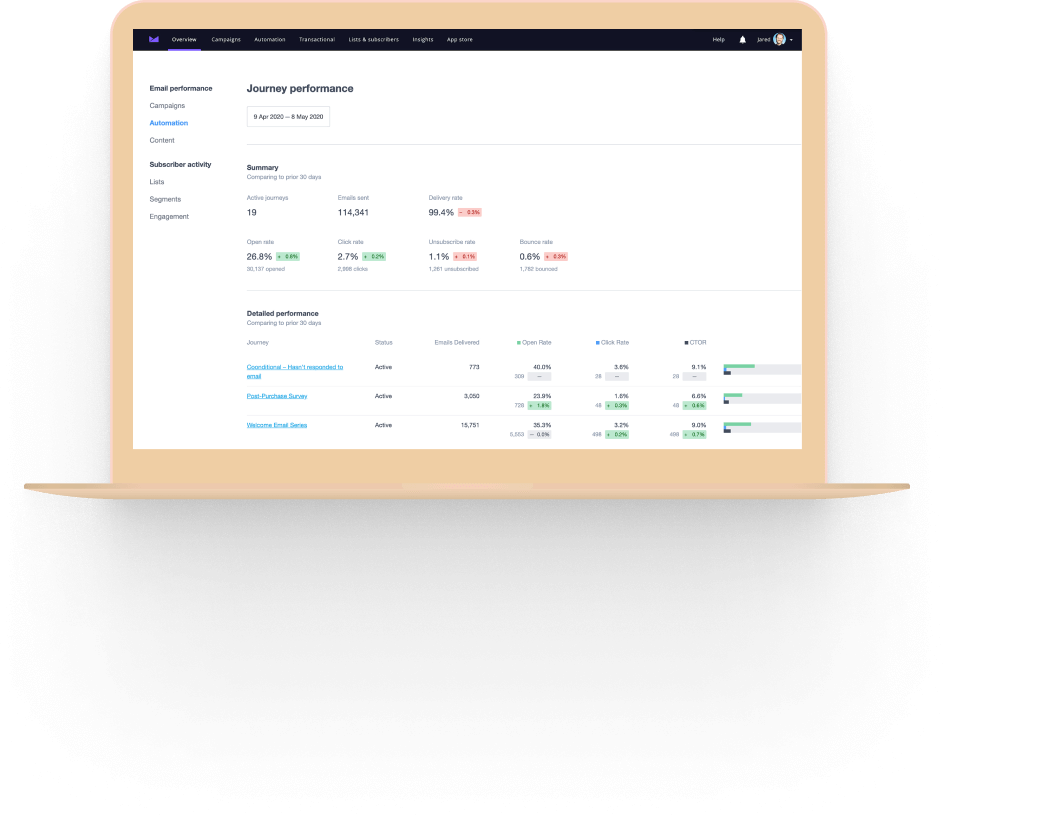 Overview Campaigns Automation Transactional Lists & subscribers Insights App store Help Jared
Email performance
Campaigns
Automation
Content
Subscriber activity
Lists
Segments
Engagement
Journey performance
9 Apr 2020 — 8 May 2020
Summary
Comparing to prior 30 days
Active journeys Emails sent Delivery rate
19 114,341 99.4% − 0.3%
Open rate Click rate Unsubscribe rate Bounce rate
26.8% + 0.8% 2.7% + 0.2% 1.1% + 0.1% 0.6% + 0.3%
30,137 opened 2,998 clicks 1,261 unsubscribed 1,782 bounced
Detailed performance
Comparing to prior 30 days
Journey Status Emails Delivered Open Rate Click Rate CTOR
Coonditional – Hasn't responded to Active 773 40.0% 3.6% 9.1%
email 309 — 28 — 28 —
Post-Purchase Survey Active 3,050 23.9% 1.6% 6.6%
728 + 1.8% 48 + 0.3% 48 + 0.6%
Welcome Email Series Active 15,751 35.3% 3.2% 9.0%
5,553 — 0.0% 498 + 0.2% 498 + 0.7%